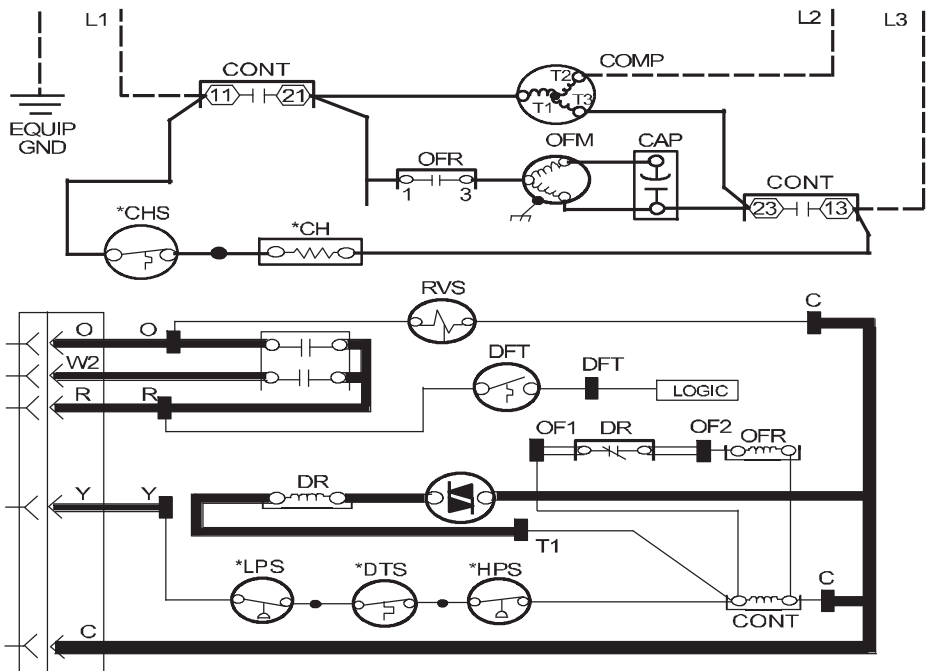 L1
L2
L3
CONT
11
21
COMP
T2
T1
T3
EQUIP
GND
OFM
CAP
OFR
1
3
CONT
23
13
*CHS
*CH
RVS
C
O
O
W2
DFT
DFT
R
R
LOGIC
OF1
DR
OF2
OFR
Y
Y
DR
T1
*LPS
*DTS
*HPS
C
CONT
C